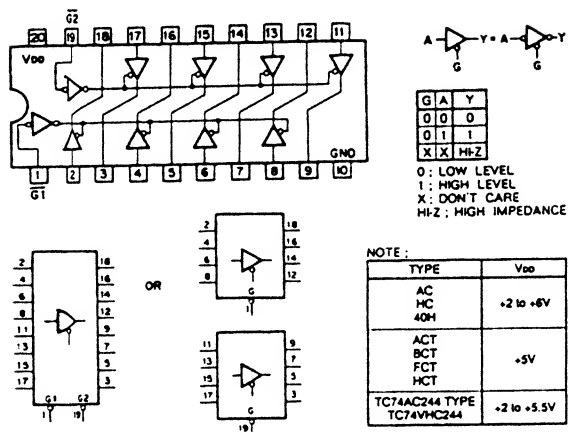 G2
20 19 18 17 16 15 14 13 12 11
VDD
GND
1 2 3 4 5 6 7 8 9 10
G1
A Y = A Y
G G
G A Y
0 0 0
0 1 1
X X HI-Z
0 ; LOW LEVEL
1 ; HIGH LEVEL
X ; DON'T CARE
HI-Z ; HIGH IMPEDANCE
2 18
4 16
6 14
8 12
11 9
13 7
15 5
17 3
G1 G2
1 19
OR
2 18
4 16
6 14
8 12
G
1
11 9
13 7
15 5
17 3
G
19
NOTE ;
TYPE VDD
AC
HC +2 to +6V
40H
ACT
BCT +5V
FCT
HCT
TC74AC244 TYPE +2 to +5.5V
TC74VHC244